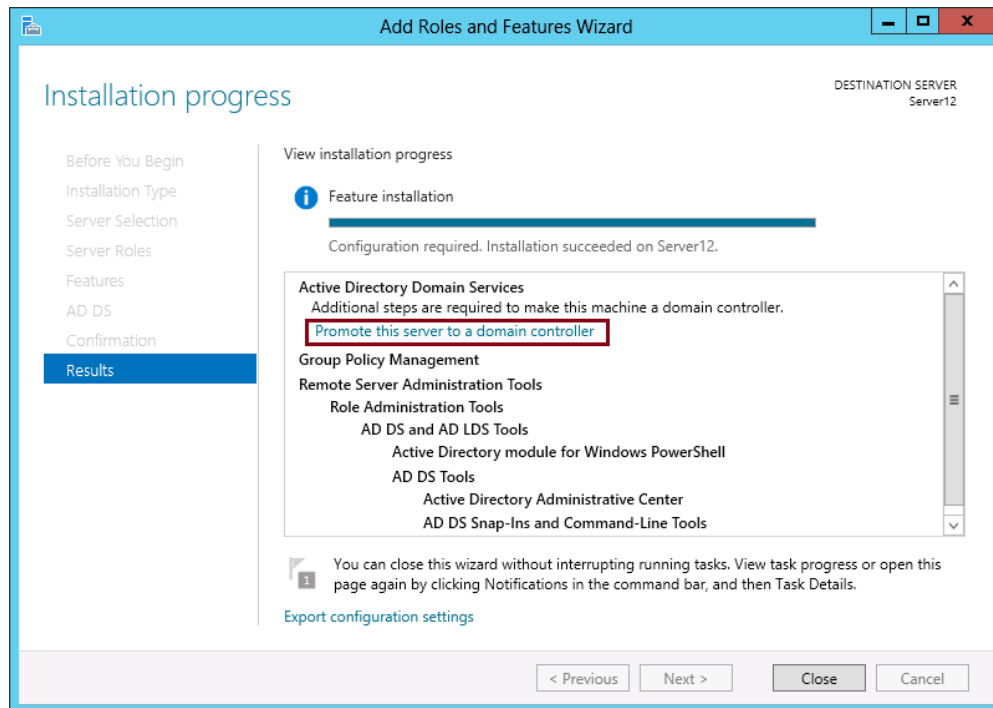 Add Roles and Features Wizard
Installation progress
DESTINATION SERVER
Server12
Before You Begin
Installation Type
Server Selection
Server Roles
Features
AD DS
Confirmation
Results
View installation progress
Feature installation
Configuration required. Installation succeeded on Server12.
Active Directory Domain Services
Additional steps are required to make this machine a domain controller.
Promote this server to a domain controller
Group Policy Management
Remote Server Administration Tools
Role Administration Tools
AD DS and AD LDS Tools
Active Directory module for Windows PowerShell
AD DS Tools
Active Directory Administrative Center
AD DS Snap-Ins and Command-Line Tools
1
You can close this wizard without interrupting running tasks. View task progress or open this
page again by clicking Notifications in the command bar, and then Task Details.
Export configuration settings
< Previous
Next >
Close
Cancel